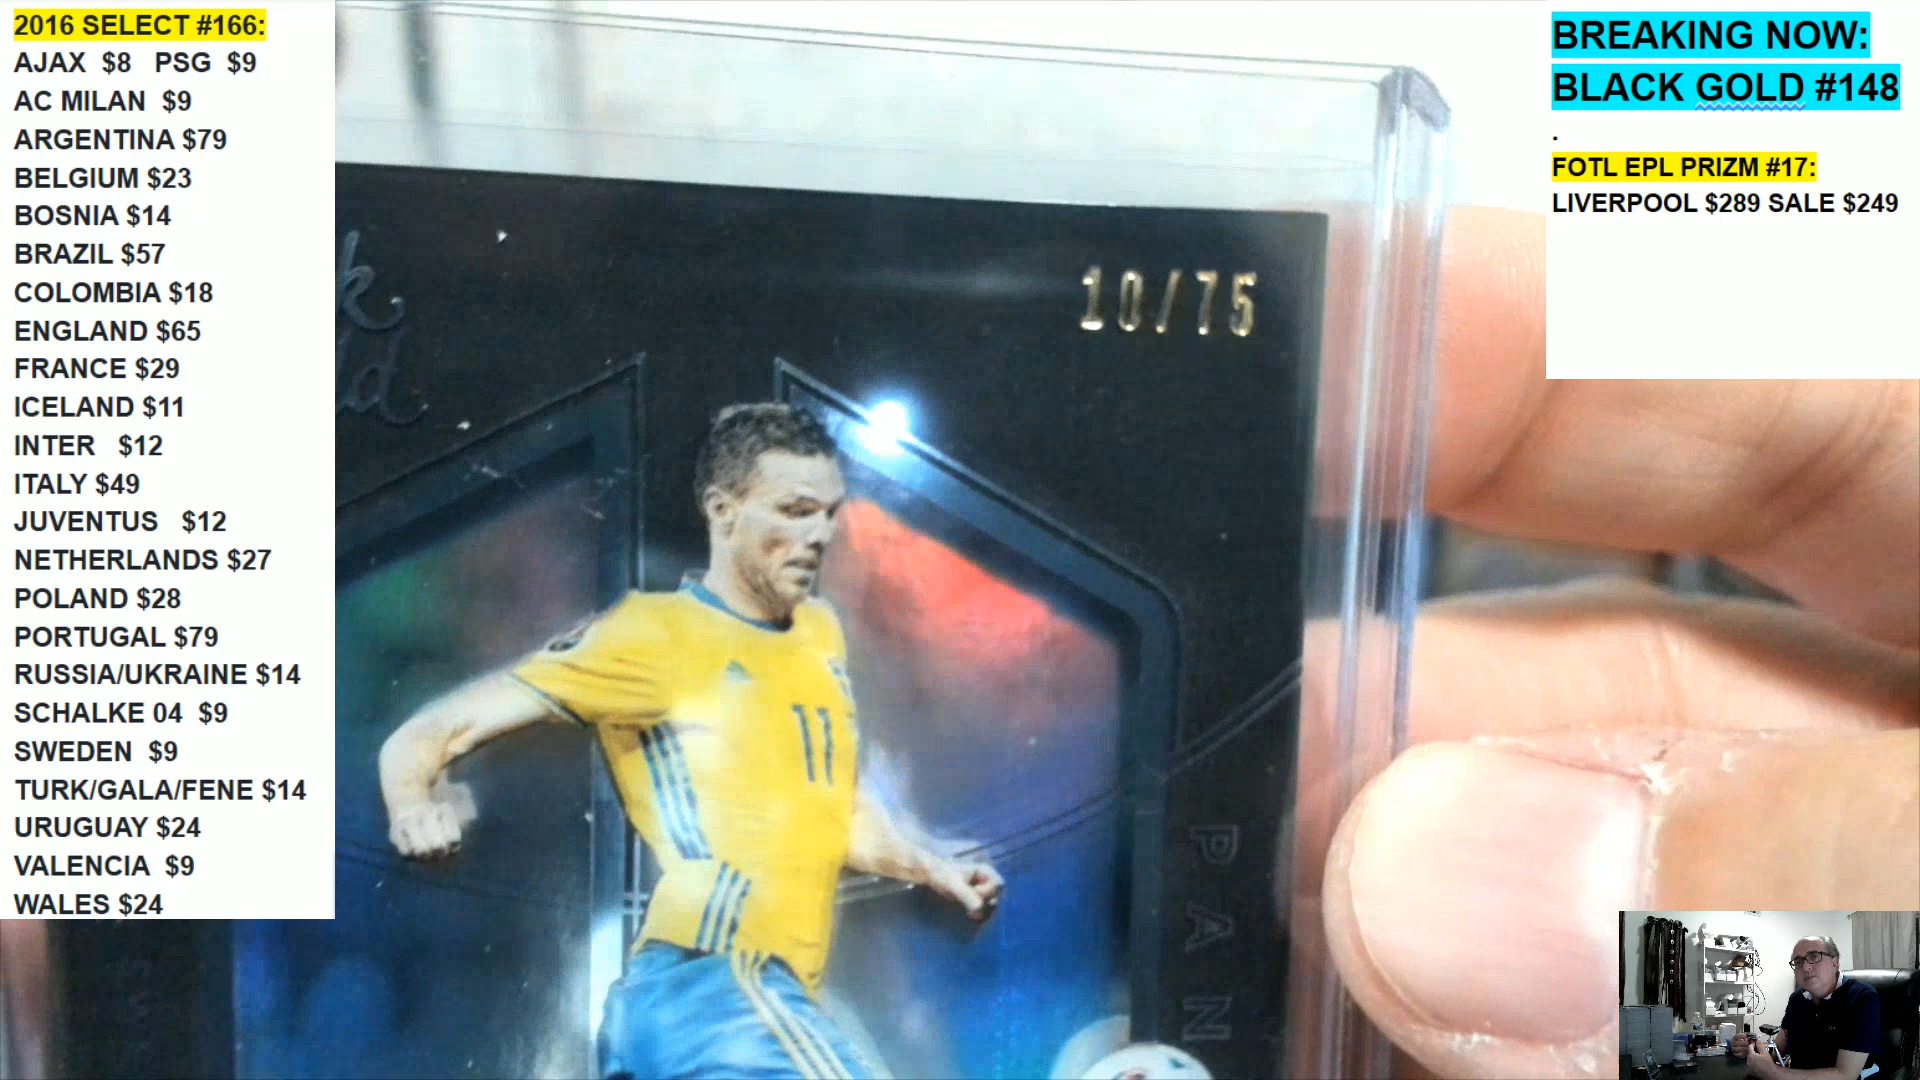 2016 SELECT #166:
AJAX $8 PSG $9
AC MILAN $9
ARGENTINA $79
BELGIUM $23
BOSNIA $14
BRAZIL $57
COLOMBIA $18
ENGLAND $65
FRANCE $29
ICELAND $11
INTER $12
ITALY $49
JUVENTUS $12
NETHERLANDS $27
POLAND $28
PORTUGAL $79
RUSSIA/UKRAINE $14
SCHALKE 04 $9
SWEDEN $9
TURK/GALA/FENE $14
URUGUAY $24
VALENCIA $9
WALES $24
10/75
11
PAN
BREAKING NOW:
BLACK GOLD #148
.
FOTL EPL PRIZM #17:
LIVERPOOL $289 SALE $249